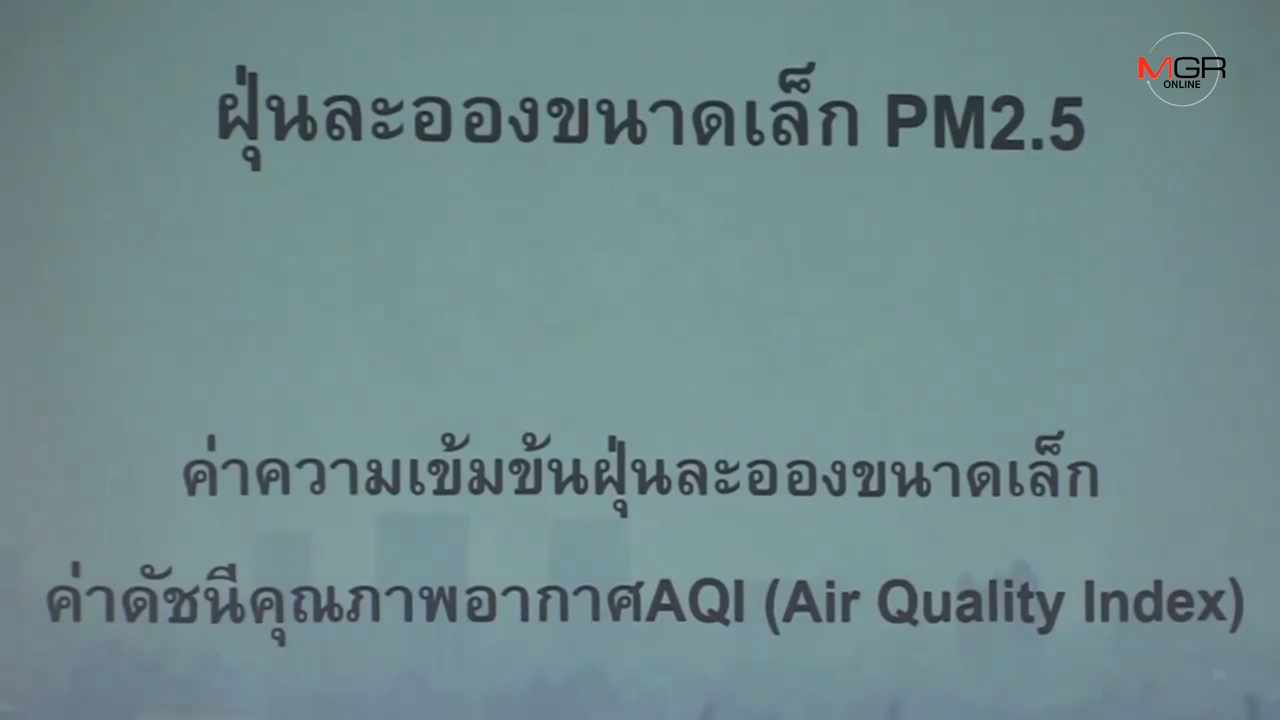 MGR
ONLINE
ฝุ่นละอองขนาดเล็ก PM2.5
ค่าความเข้มข้นฝุ่นละอองขนาดเล็ก
ค่าดัชนีคุณภาพอากาศAQI (Air Quality Index)